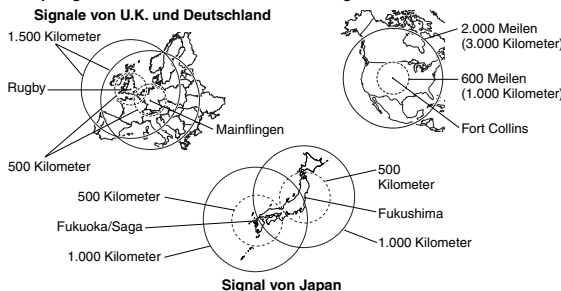 Signale von U.K. und Deutschland
1.500 Kilometer
Rugby
500 Kilometer
Mainflingen
2.000 Meilen
(3.000 Kilometer)
600 Meilen
(1.000 Kilometer)
Fort Collins
500 Kilometer
Fukuoka/Saga
1.000 Kilometer
500
Kilometer
Fukushima
1.000 Kilometer
Signal von Japan